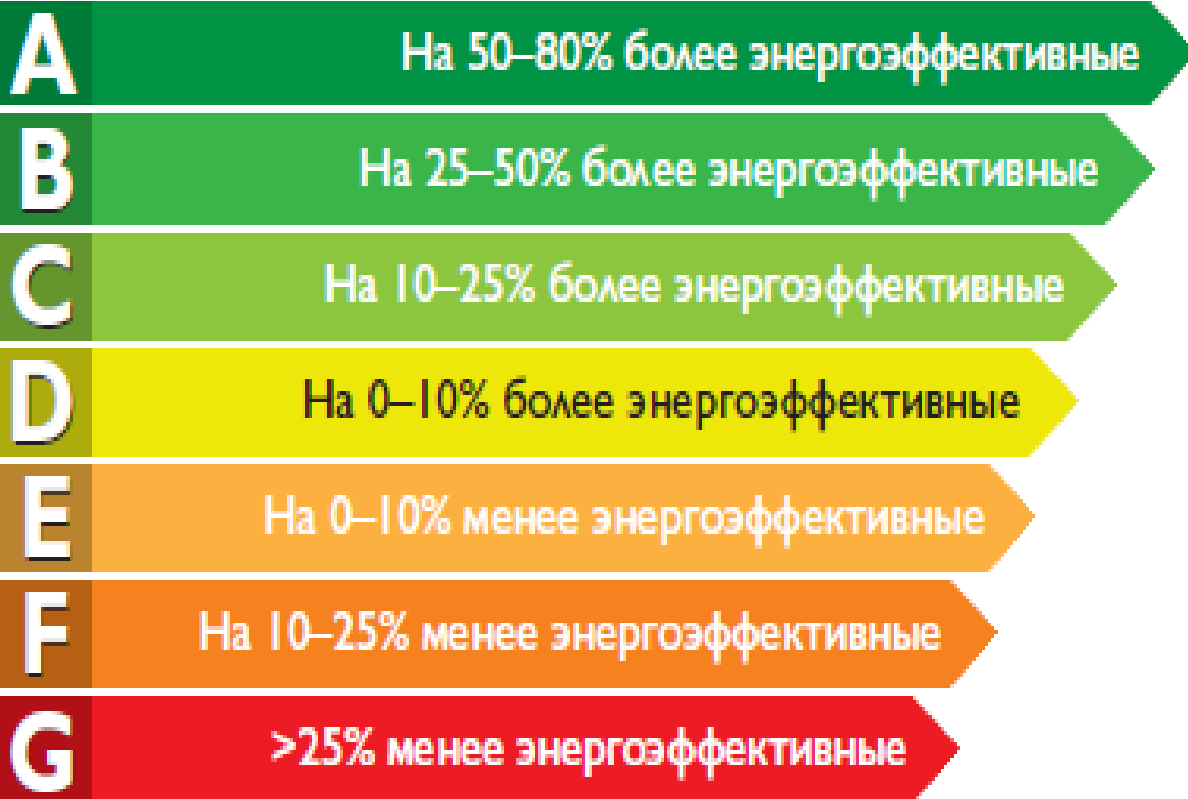 A На 50–80% более энергоэффективные
B На 25–50% более энергоэффективные
C На 10–25% более энергоэффективные
D На 0–10% более энергоэффективные
E На 0–10% менее энергоэффективные
F На 10–25% менее энергоэффективные
G >25% менее энергоэффективные